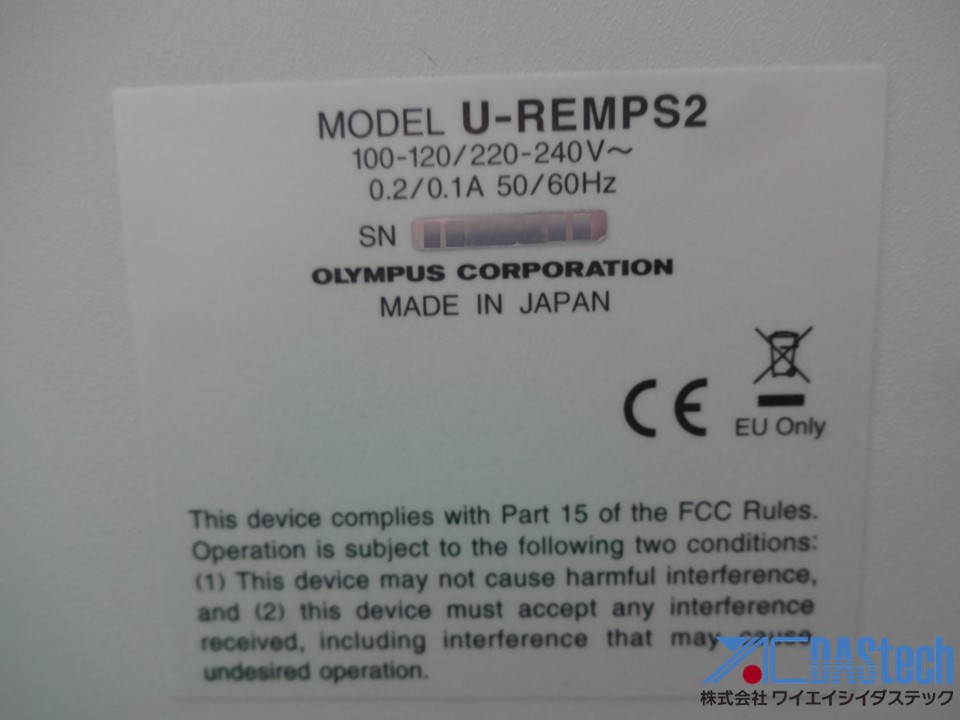 MODEL U-REMPS2
100-120/220-240V～
0.2/0.1A 50/60Hz
SN
OLYMPUS CORPORATION
MADE IN JAPAN
CE
EU Only
This device complies with Part 15 of the FCC Rules.
Operation is subject to the following two conditions:
(1) This device may not cause harmful interference,
and (2) this device must accept any interference
received, including interference that may cause
undesired operation.
YAC DAStech
株式会社 ワイエイシイダステック